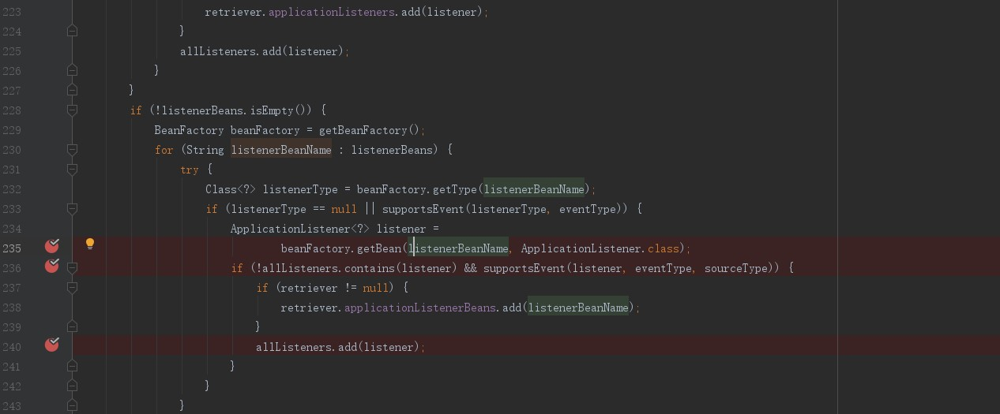 223 retriever.applicationListeners.add(listener);
224 }
225 allListeners.add(listener);
226 }
227 }
228 if (!listenerBeans.isEmpty()) {
229 BeanFactory beanFactory = getBeanFactory();
230 for (String listenerBeanName : listenerBeans) {
231 try {
232 Class<?> listenerType = beanFactory.getType(listenerBeanName);
233 if (listenerType == null || supportsEvent(listenerType, eventType)) {
234 ApplicationListener<?> listener =
235 beanFactory.getBean(listenerBeanName, ApplicationListener.class);
236 if (!allListeners.contains(listener) && supportsEvent(listener, eventType, sourceType)) {
237 if (retriever != null) {
238 retriever.applicationListenerBeans.add(listenerBeanName);
239 }
240 allListeners.add(listener);
241 }
242 }
243 }